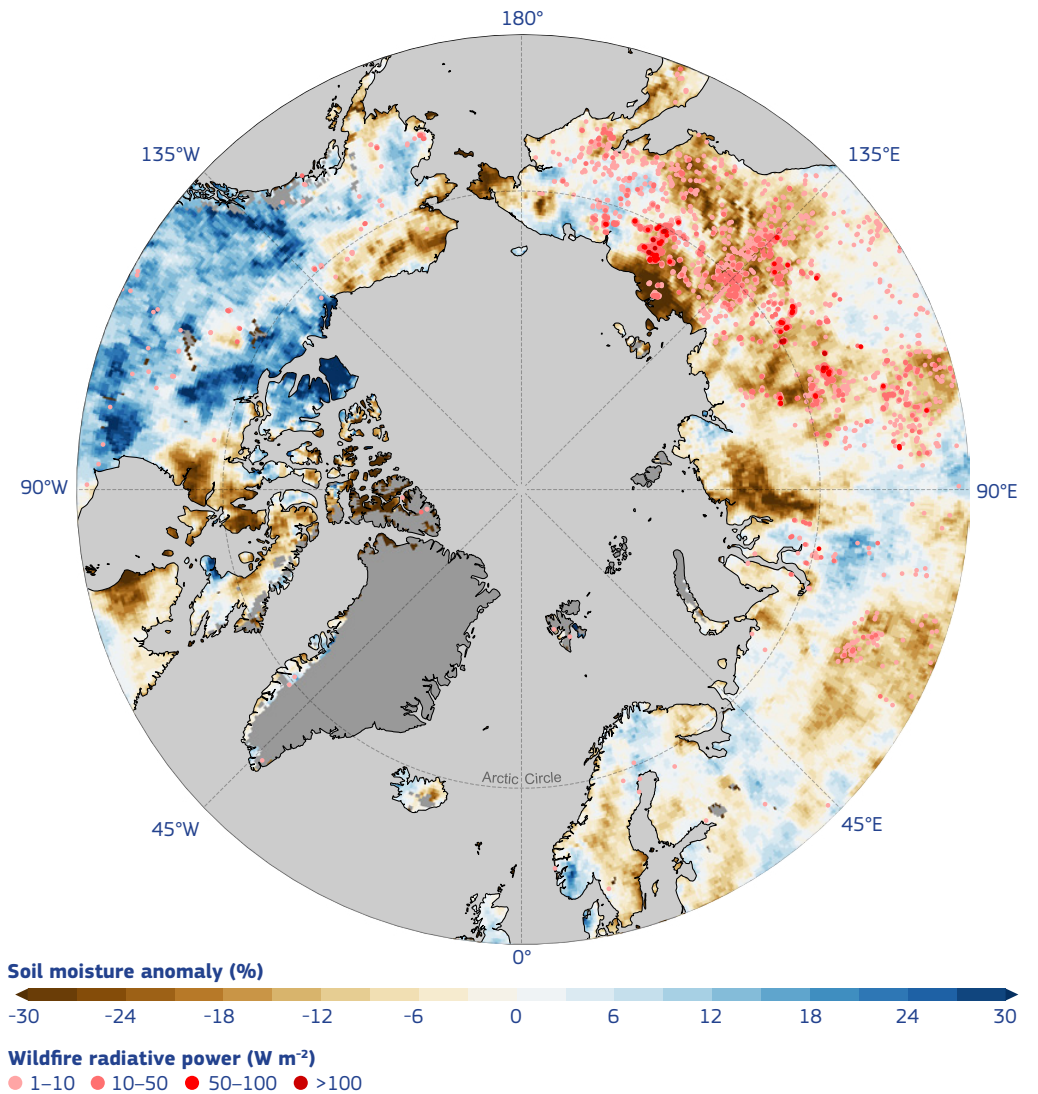 180°
135°W
135°E
90°W
90°E
Arctic Circle
45°W
45°E
0°
Soil moisture anomaly (%)
-30 -24 -18 -12 -6 0 6 12 18 24 30
Wildfire radiative power (W m⁻²)
1–10 10–50 50–100 >100